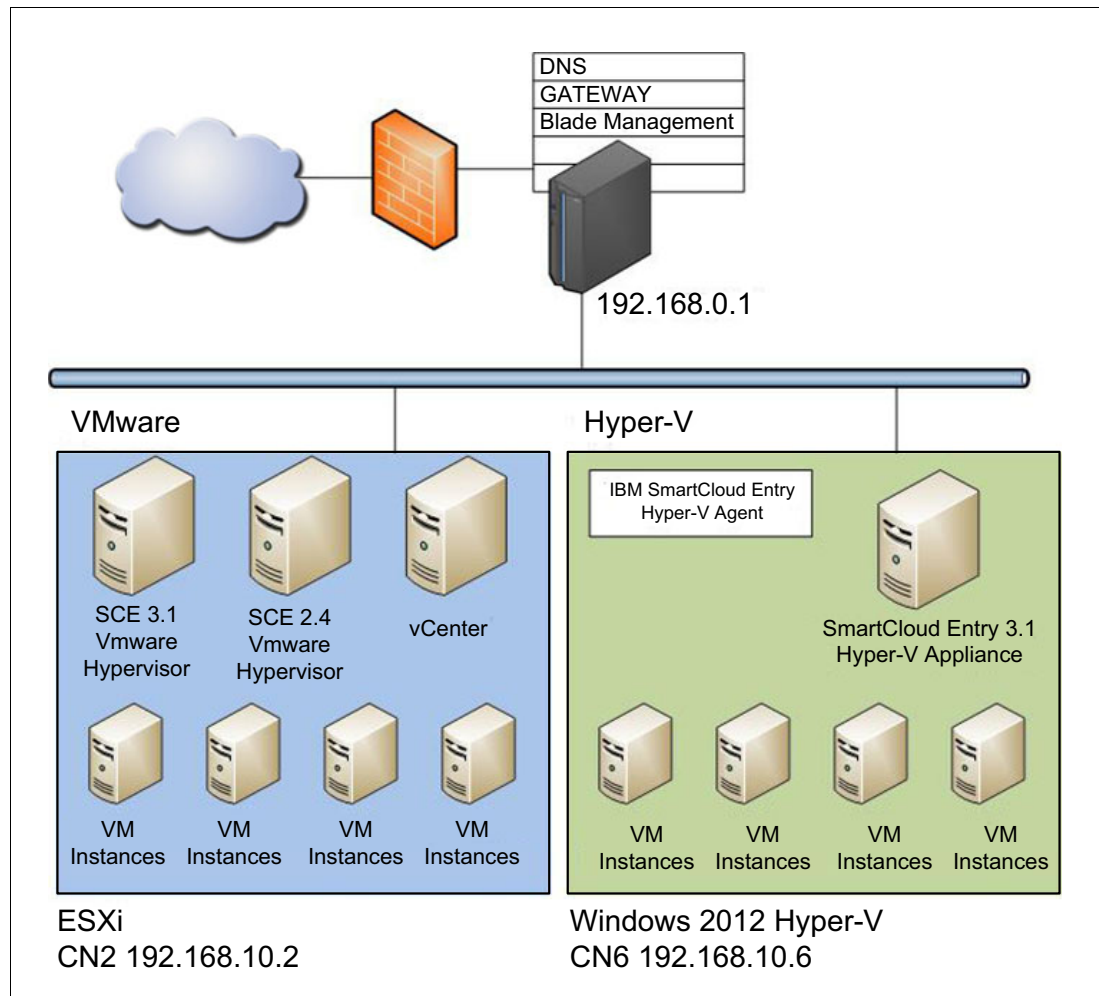 DNS
GATEWAY
Blade Management
192.168.0.1
VMware
Hyper-V
SCE 3.1
Vmware
Hypervisor
SCE 2.4
Vmware
Hypervisor
vCenter
IBM SmartCloud Entry
Hyper-V Agent
SmartCloud Entry 3.1
Hyper-V Appliance
VM
Instances
VM
Instances
VM
Instances
VM
Instances
VM
Instances
VM
Instances
VM
Instances
VM
Instances
ESXi
CN2 192.168.10.2
Windows 2012 Hyper-V
CN6 192.168.10.6